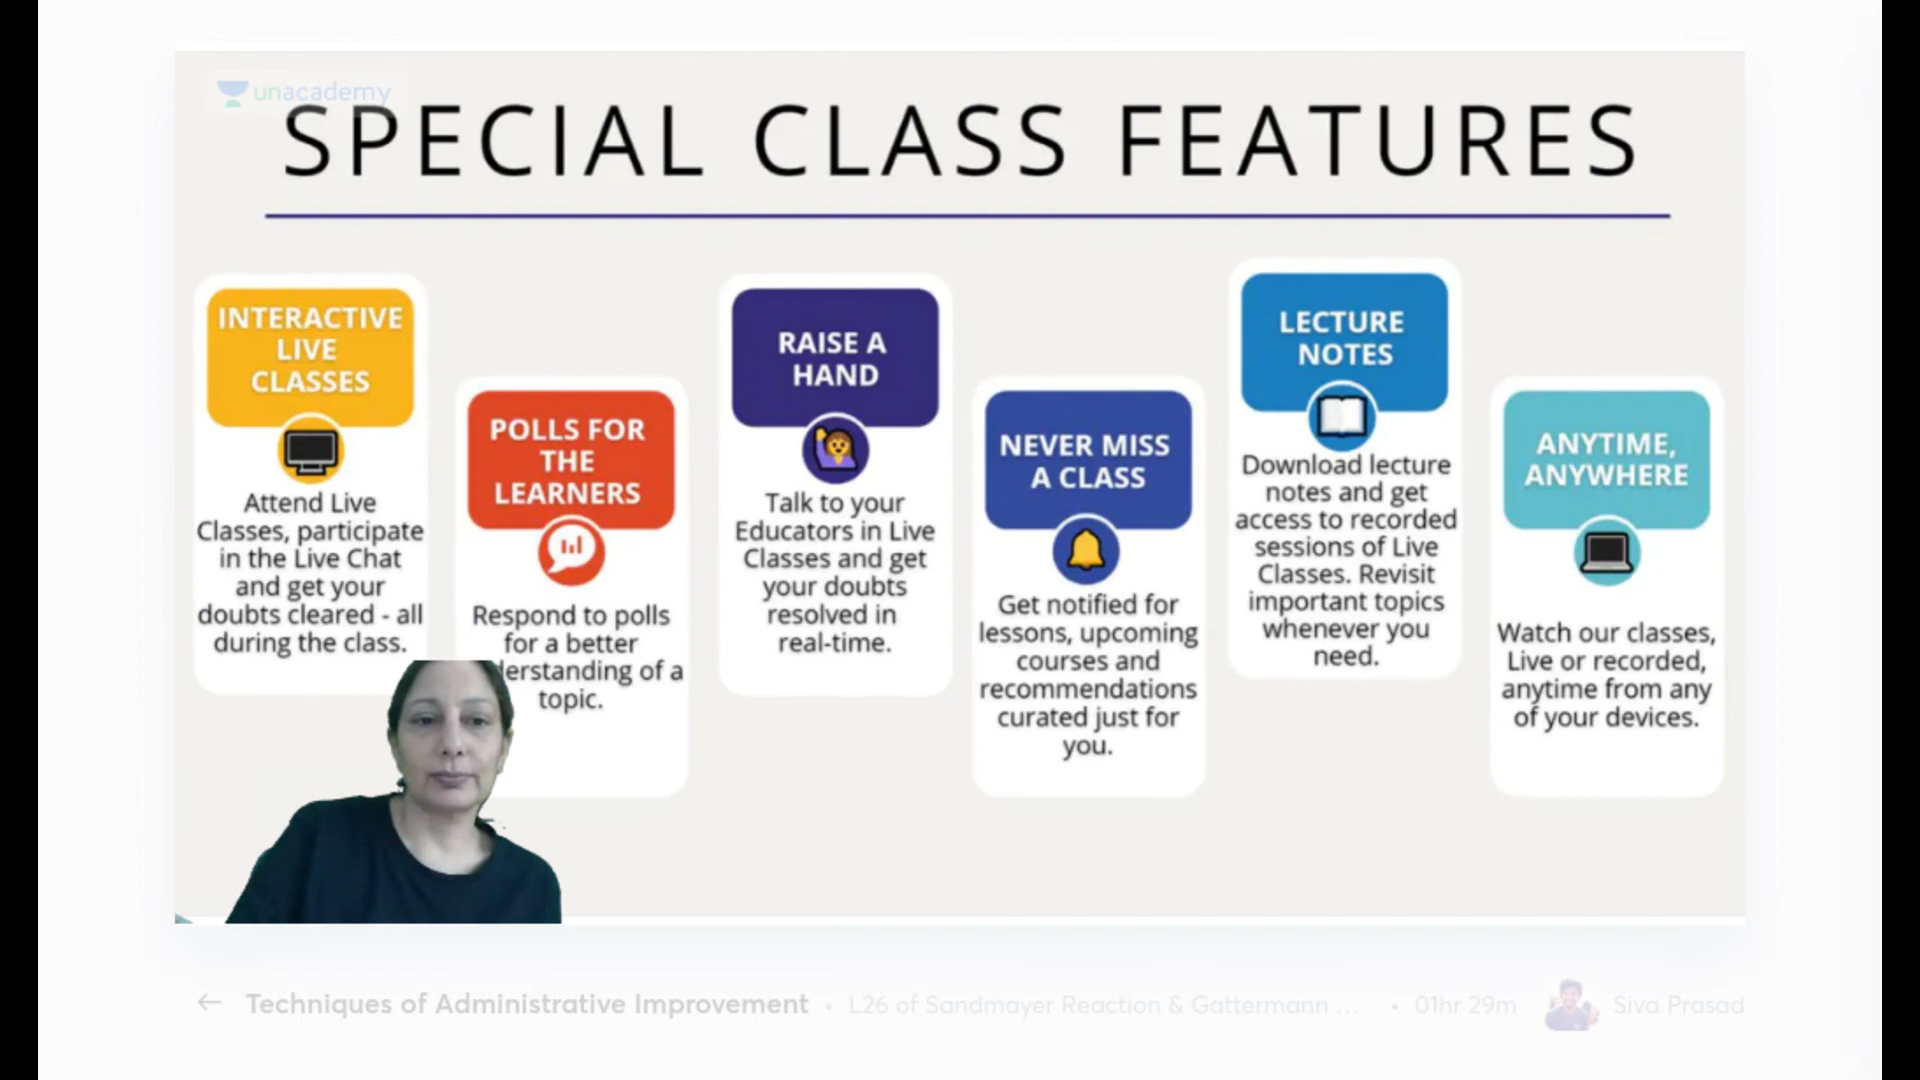 unacademy
SPECIAL CLASS FEATURES
INTERACTIVE
LIVE
CLASSES
Attend Live
Classes, participate
in the Live Chat
and get your
doubts cleared - all
during the class.
POLLS FOR
THE
LEARNERS
Respond to polls
for a better
erstanding of a
topic.
RAISE A
HAND
Talk to your
Educators in Live
Classes and get
your doubts
resolved in
real-time.
NEVER MISS
A CLASS
Get notified for
lessons, upcoming
courses and
recommendations
curated just for
you.
LECTURE
NOTES
Download lecture
notes and get
access to recorded
sessions of Live
Classes. Revisit
important topics
whenever you
need.
ANYTIME,
ANYWHERE
Watch our classes,
Live or recorded,
anytime from any
of your devices.
Techniques of Administrative Improvement • L26 of Sandmayer Reaction & Gattermann ... • 01hr 29m Siva Prasad